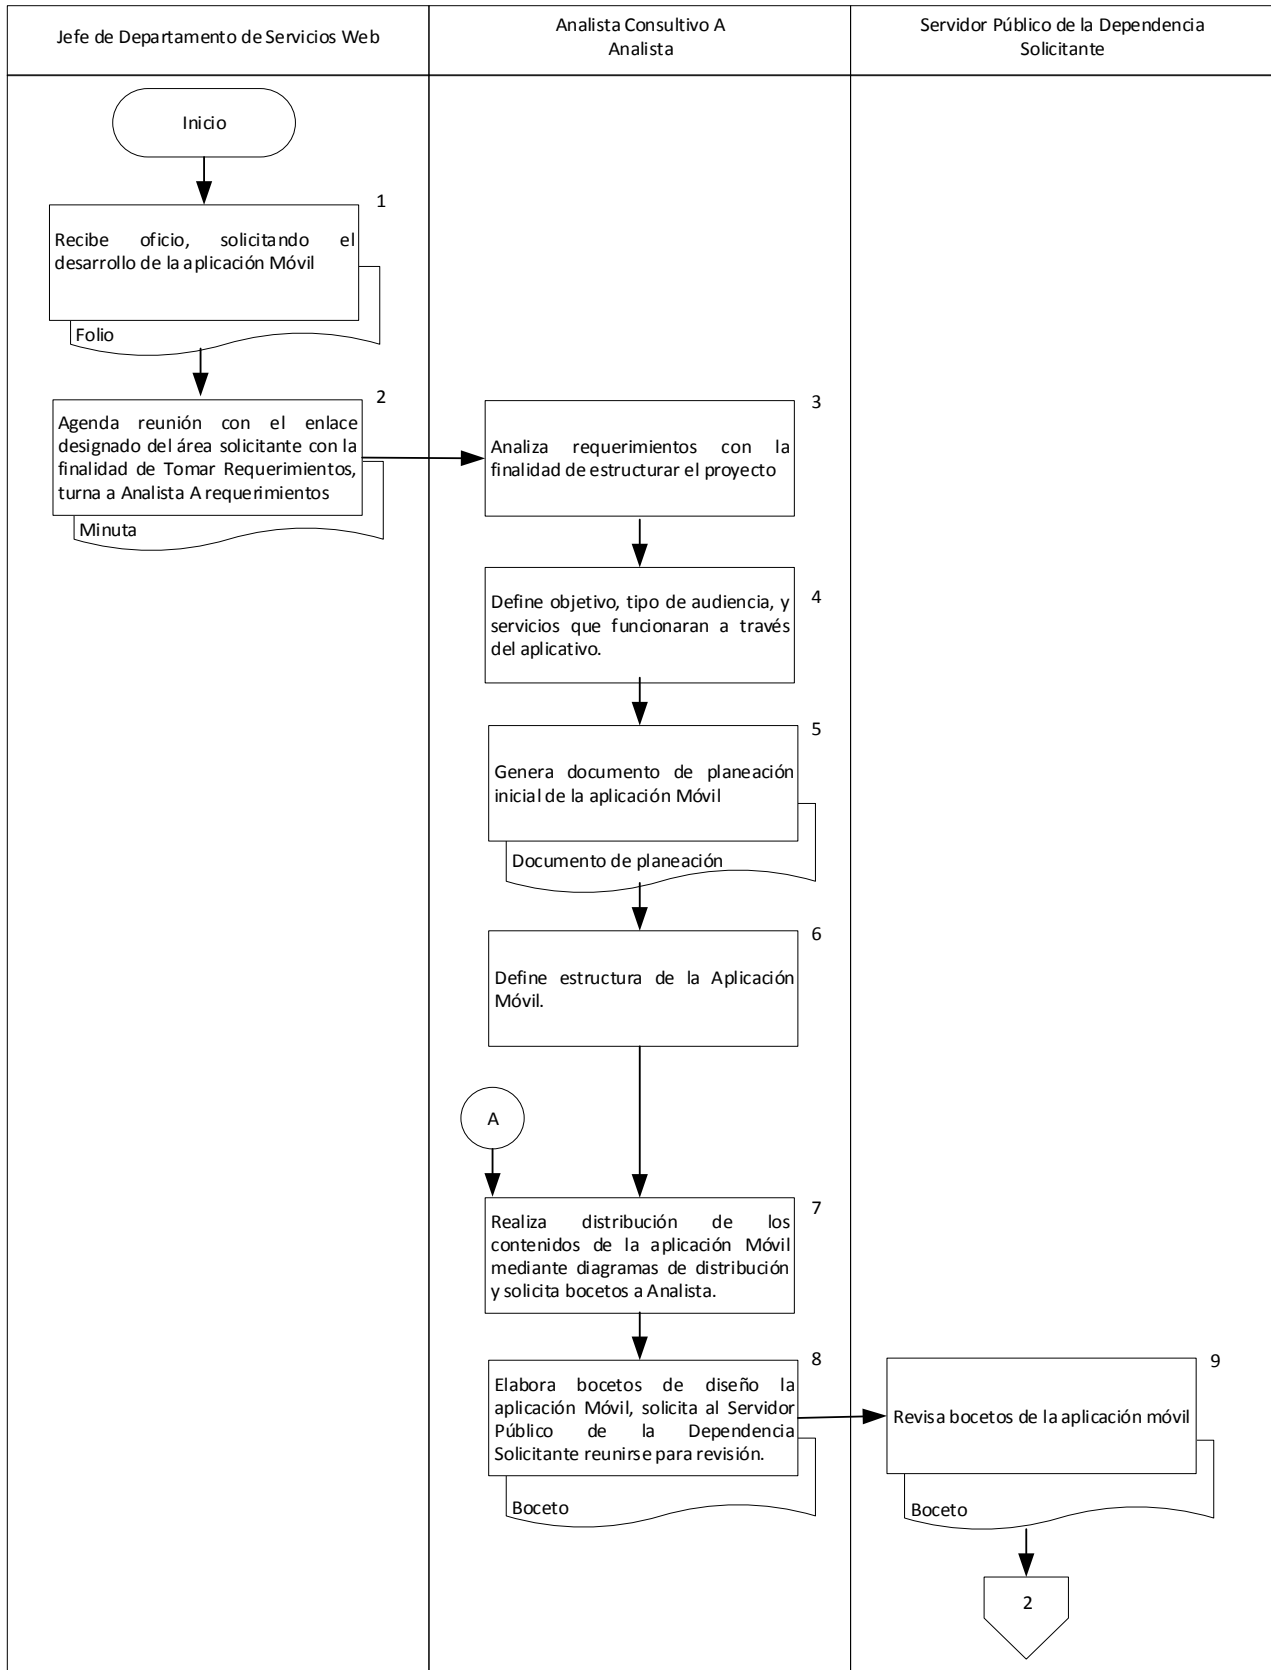 Jefe de Departamento de Servicios Web
Analista Consultivo A
Analista
Servidor Público de la Dependencia
Solicitante
Inicio
1
Recibe oficio, solicitando el
desarrollo de la aplicación Móvil
Folio
2
Agenda reunión con el enlace
designado del área solicitante con la
finalidad de Tomar Requerimientos,
turna a Analista A requerimientos
Minuta
3
Analiza requerimientos con la
finalidad de estructurar el proyecto
4
Define objetivo, tipo de audiencia, y
servicios que funcionaran a través
del aplicativo.
5
Genera documento de planeación
inicial de la aplicación Móvil
Documento de planeación
6
Define estructura de la Aplicación
Móvil.
A
7
Realiza distribución de los
contenidos de la aplicación Móvil
mediante diagramas de distribución
y solicita bocetos a Analista.
8
Elabora bocetos de diseño la
aplicación Móvil, solicita al Servidor
Público de la Dependencia
Solicitante reunirse para revisión.
Boceto
9
Revisa bocetos de la aplicación móvil
Boceto
2